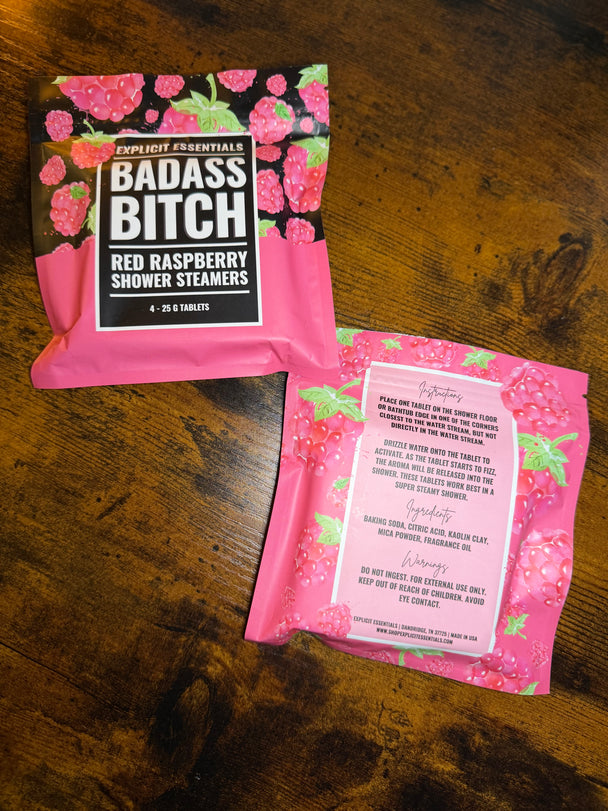 EXPLICIT ESSENTIALS
BADASS
BITCH
RED RASPBERRY
SHOWER STEAMERS
4 - 25 G TABLETS
Instructions
PLACE ONE TABLET ON THE SHOWER FLOOR
OR BATHTUB EDGE IN ONE OF THE CORNERS
CLOSEST TO THE WATER STREAM, BUT NOT
DIRECTLY IN THE WATER STREAM.
DRIZZLE WATER ONTO THE TABLET TO
ACTIVATE. AS THE TABLET STARTS TO FIZZ,
THE AROMA WILL BE RELEASED INTO THE
SHOWER. THESE TABLETS WORK BEST IN A
SUPER STEAMY SHOWER.
Ingredients
BAKING SODA, CITRIC ACID, KAOLIN CLAY,
MICA POWDER, FRAGRANCE OIL
Warnings
DO NOT INGEST. FOR EXTERNAL USE ONLY.
KEEP OUT OF REACH OF CHILDREN. AVOID
EYE CONTACT.
EXPLICIT ESSENTIALS | DANDRIDGE, TN 37725 | MADE IN USA
WWW.SHOPEXPLICITESSENTIALS.COM